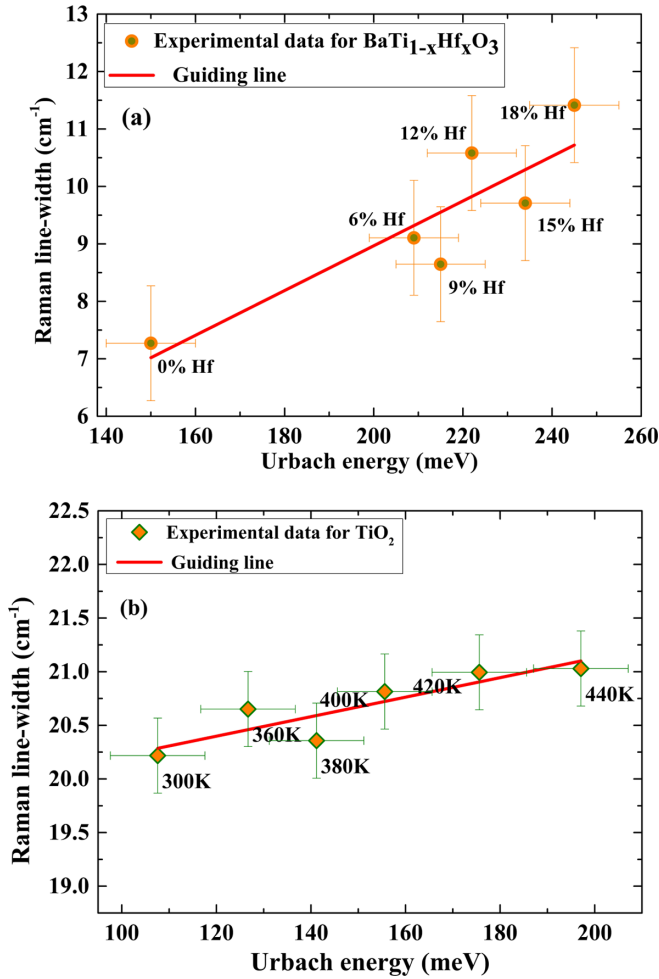 Experimental data for BaTi1-xHfxO3
Guiding line
(a)
13
12
11
10
9
8
7
6
Raman line-width (cm-1)
18% Hf
12% Hf
6% Hf
15% Hf
9% Hf
0% Hf
140 160 180 200 220 240 260
Urbach energy (meV)
Experimental data for TiO2
Guiding line
(b)
22.5
22.0
21.5
21.0
20.5
20.0
19.5
19.0
Raman line-width (cm-1)
400K
420K
440K
360K
380K
300K
100 120 140 160 180 200
Urbach energy (meV)